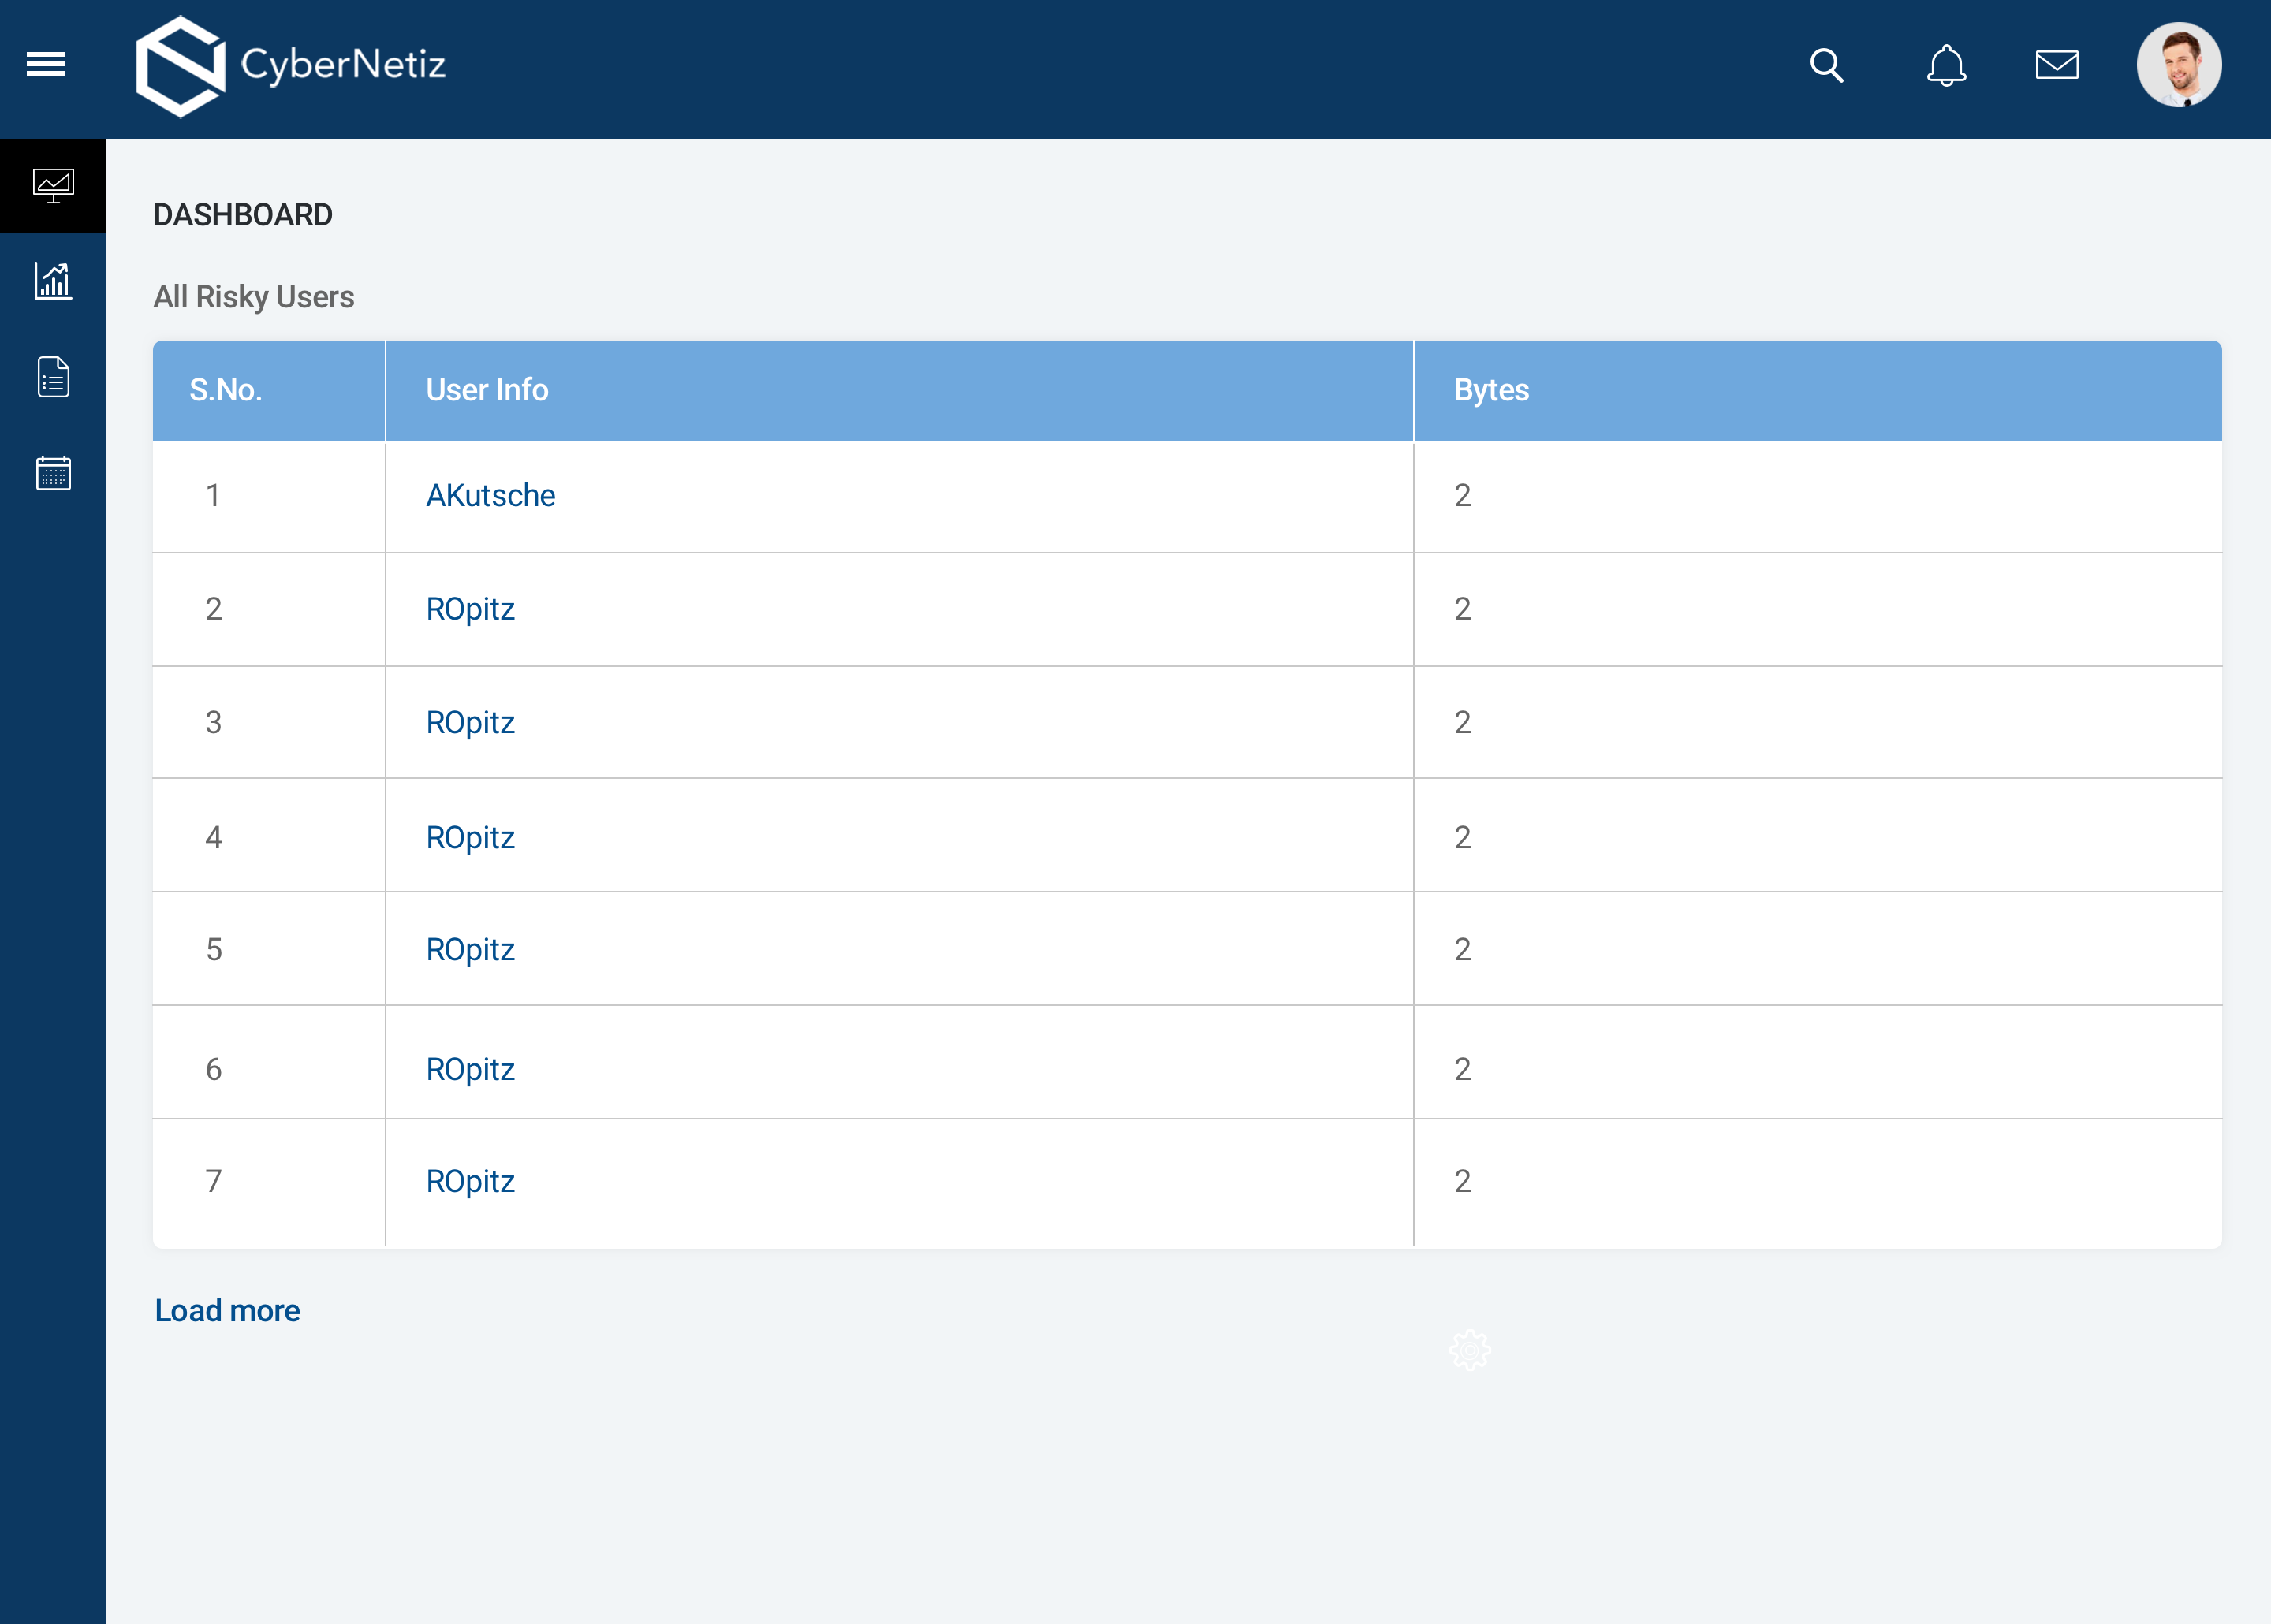 CyberNetiz
DASHBOARD
All Risky Users
S.No. User Info Bytes
1 AKutsche 2
2 ROpitz 2
3 ROpitz 2
4 ROpitz 2
5 ROpitz 2
6 ROpitz 2
7 ROpitz 2
Load more